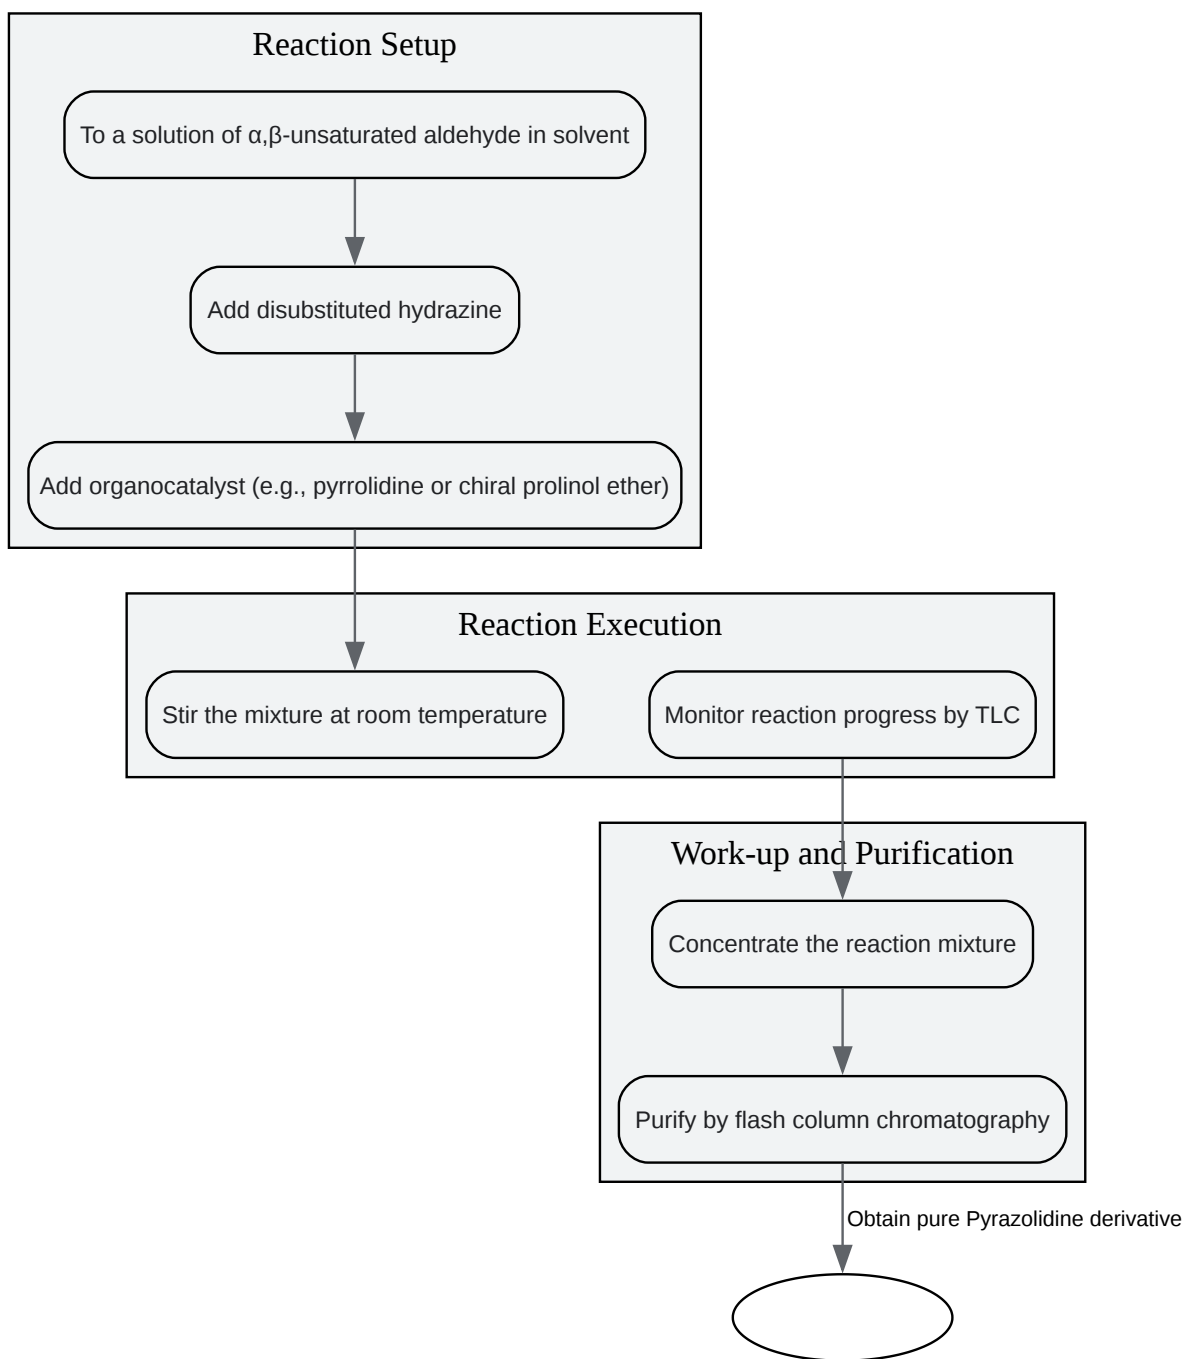 Reaction Setup
To a solution of α,β-unsaturated aldehyde in solvent
Add disubstituted hydrazine
Add organocatalyst (e.g., pyrrolidine or chiral prolinol ether)
Reaction Execution
Stir the mixture at room temperature
Monitor reaction progress by TLC
Work-up and Purification
Concentrate the reaction mixture
Purify by flash column chromatography
Obtain pure Pyrazolidine derivative